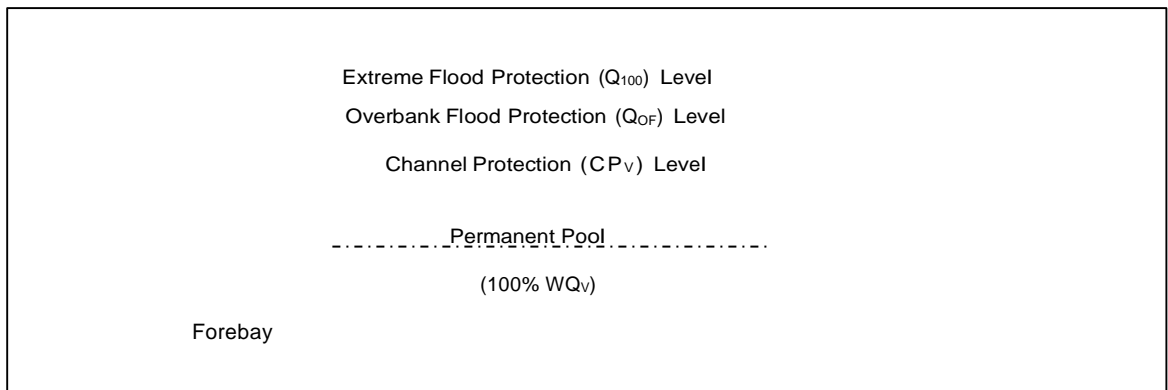 Extreme Flood Protection (Q100) Level
Overbank Flood Protection (QOF) Level
Channel Protection (CPV) Level
Permanent Pool
(100% WQV)
Forebay